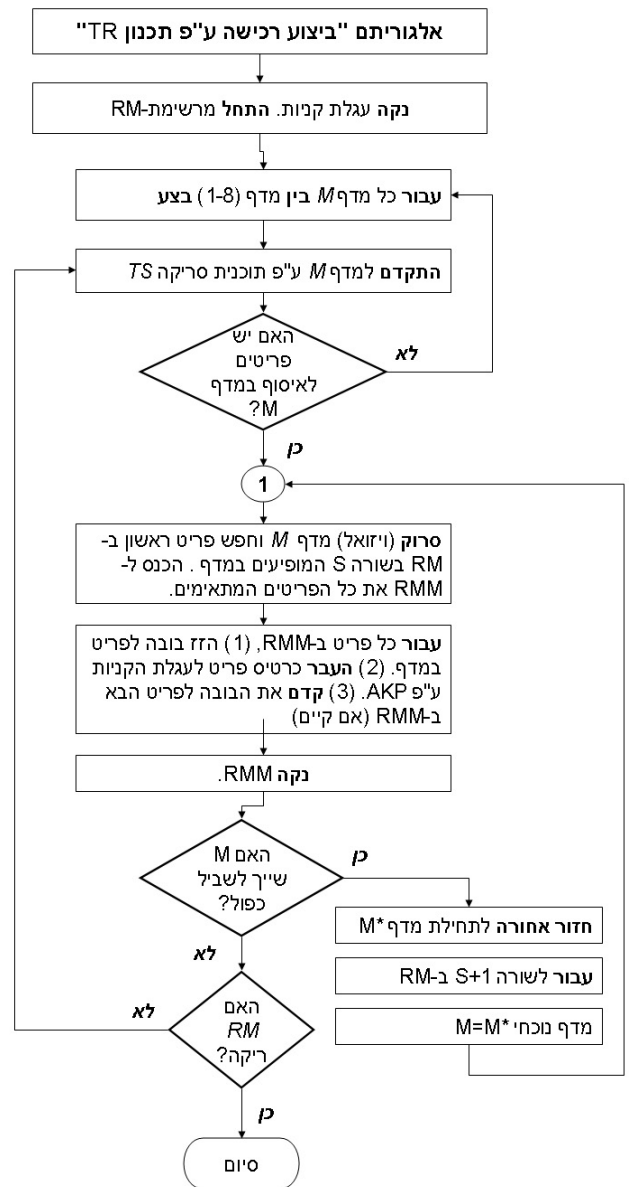 אלגוריתם "ביצוע רכישה ע"פ תכנון TR"
נקה עגלת קניות. התחל מרשימת-RM
עבור כל מדף M בין מדף (1-8) בצע
התקדם למדף M ע"פ תוכנית סריקה TS
האם יש
פריטים
לאיסוף במדף
M?
לא
כן
1
סרוק (ויזואלי) מדף M וחפש פריט ראשון ב-
RM בשורה S המופיעים במדף . הכנס ל-
RMM את כל הפריטים המתאימים.
עבור כל פריט ב-RMM, (1) הזז בובה לפריט
במדף. (2) העבר כרטיס פריט לעגלת הקניות
ע"פ AKP. (3) קדם את הבובה לפריט הבא
ב-RMM (אם קיים)
נקה RMM.
האם M
שייך לשביל
כפול?
כן
חזור אחורה לתחילת מדף M*
עבור לשורה S+1 ב-RM
מדף נוכחי M=M*
לא
האם
RM
ריקה?
לא
כן
סיום